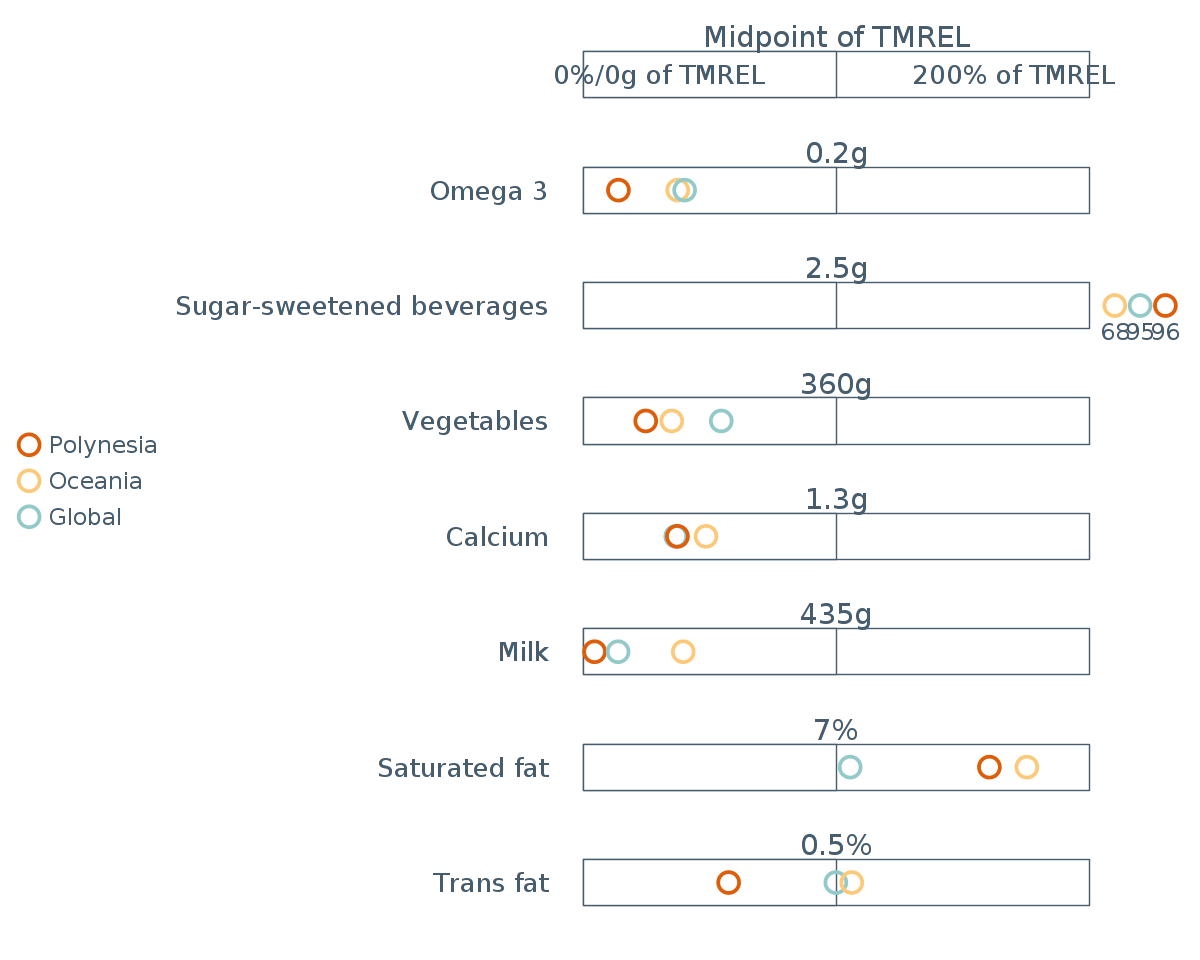 Midpoint of TMREL
0%/0g of TMREL
200% of TMREL
0.2g
Omega 3
2.5g
Sugar-sweetened beverages
68
95
96
360g
Vegetables
Polynesia
Oceania
Global
1.3g
Calcium
435g
Milk
7%
Saturated fat
0.5%
Trans fat